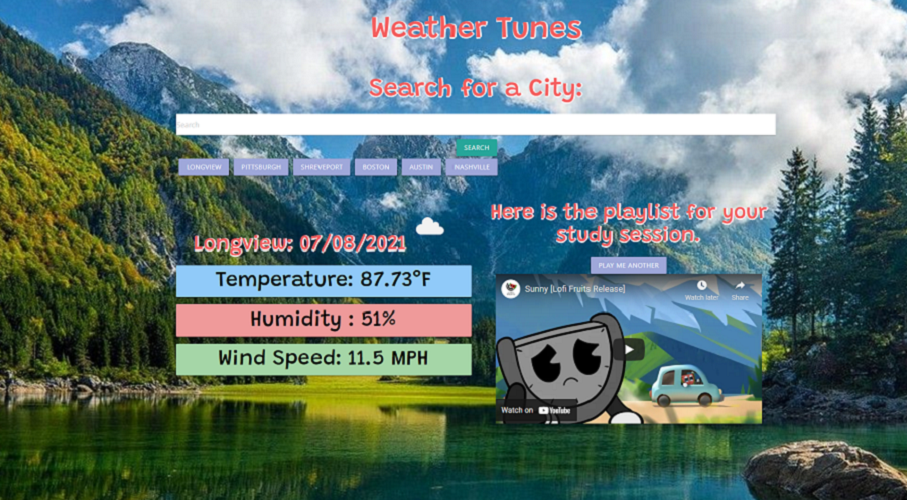 Weather Tunes
Search for a City:
Search
SEARCH
LONGVIEW PITTSBURGH SHREVEPORT BOSTON AUSTIN NASHVILLE
Longview: 07/08/2021
Temperature: 87.73°F
Humidity : 51%
Wind Speed: 11.5 MPH
Here is the playlist for your
study session.
PLAY ME ANOTHER
Sunny [Lofi Fruits Release]
Watch later Share
Watch on YouTube